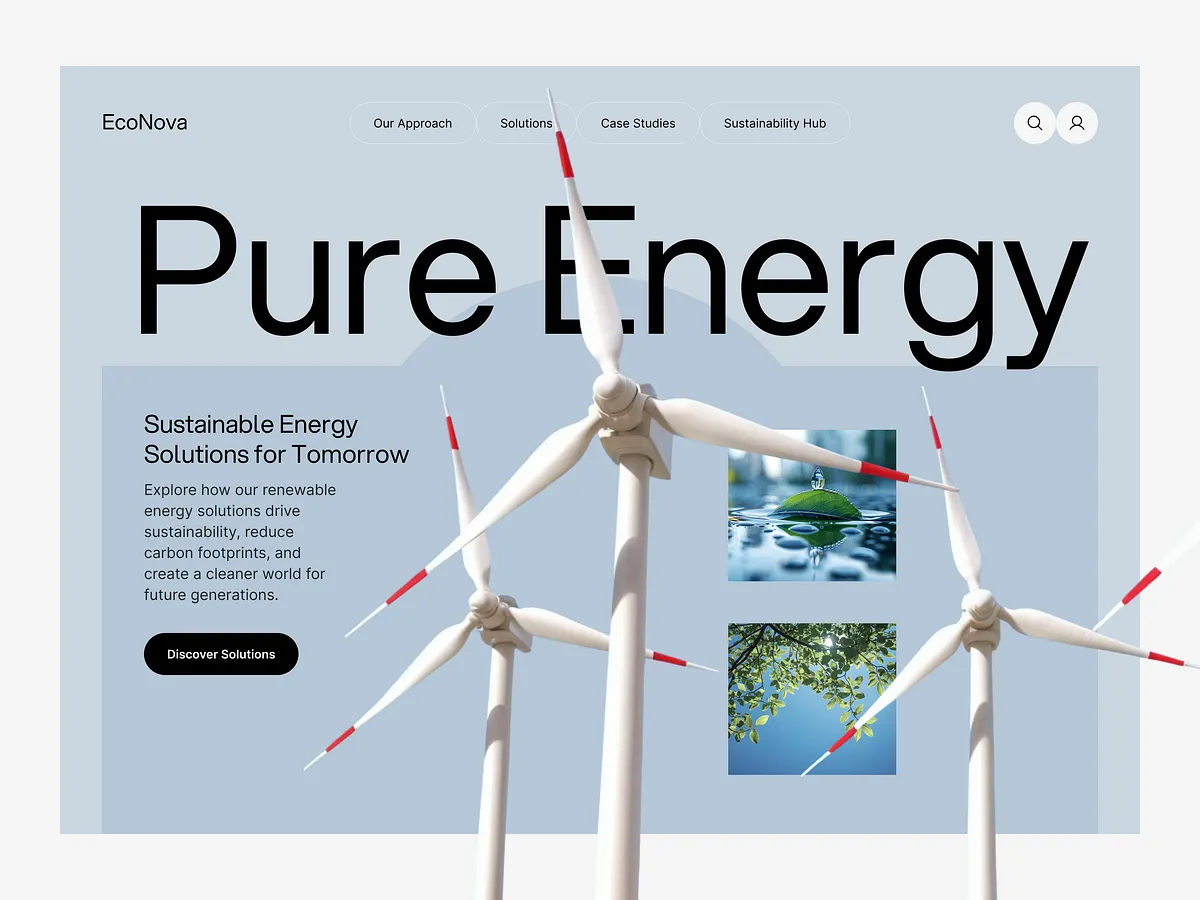 EcoNova
Our Approach
Solutions
Case Studies
Sustainability Hub
Pure Energy
Sustainable Energy
Solutions for Tomorrow
Explore how our renewable
energy solutions drive
sustainability, reduce
carbon footprints, and
create a cleaner world for
future generations.
Discover Solutions